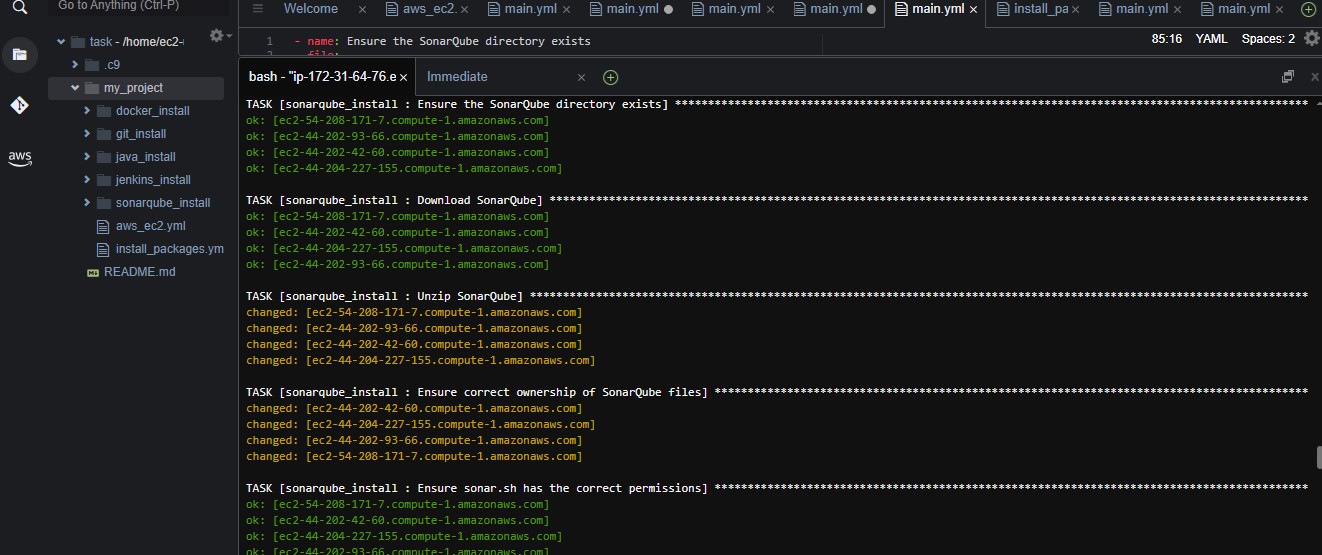 Go to Anything (Ctrl-P)
Welcome
aws_ec2.
main.yml
main.yml
main.yml
main.yml
main.yml
install_pa
main.yml
main.yml
task - /home/ec2-
.c9
my_project
docker_install
git_install
java_install
jenkins_install
sonarqube_install
aws_ec2.yml
install_packages.ym
README.md
aws
1 - name: Ensure the SonarQube directory exists
85:16 YAML Spaces: 2
bash - "ip-172-31-64-76.e
Immediate
TASK [sonarqube_install : Ensure the SonarQube directory exists]
ok: [ec2-54-208-171-7.compute-1.amazonaws.com]
ok: [ec2-44-202-93-66.compute-1.amazonaws.com]
ok: [ec2-44-202-42-60.compute-1.amazonaws.com]
ok: [ec2-44-204-227-155.compute-1.amazonaws.com]
TASK [sonarqube_install : Download SonarQube]
ok: [ec2-54-208-171-7.compute-1.amazonaws.com]
ok: [ec2-44-202-42-60.compute-1.amazonaws.com]
ok: [ec2-44-204-227-155.compute-1.amazonaws.com]
ok: [ec2-44-202-93-66.compute-1.amazonaws.com]
TASK [sonarqube_install : Unzip SonarQube]
changed: [ec2-54-208-171-7.compute-1.amazonaws.com]
changed: [ec2-44-202-93-66.compute-1.amazonaws.com]
changed: [ec2-44-202-42-60.compute-1.amazonaws.com]
changed: [ec2-44-204-227-155.compute-1.amazonaws.com]
TASK [sonarqube_install : Ensure correct ownership of SonarQube files]
changed: [ec2-44-202-42-60.compute-1.amazonaws.com]
changed: [ec2-44-204-227-155.compute-1.amazonaws.com]
changed: [ec2-44-202-93-66.compute-1.amazonaws.com]
changed: [ec2-54-208-171-7.compute-1.amazonaws.com]
TASK [sonarqube_install : Ensure sonar.sh has the correct permissions]
ok: [ec2-54-208-171-7.compute-1.amazonaws.com]
ok: [ec2-44-202-42-60.compute-1.amazonaws.com]
ok: [ec2-44-204-227-155.compute-1.amazonaws.com]
ok: [ec2-44-202-93-66.compute-1.amazonaws.com]